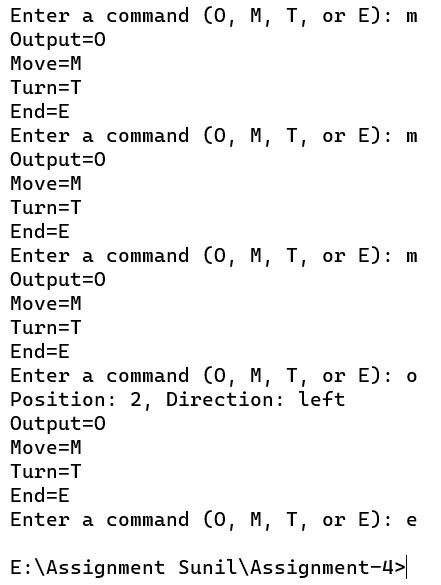 Enter a command (O, M, T, or E): m
Output=O
Move=M
Turn=T
End=E
Enter a command (O, M, T, or E): m
Output=O
Move=M
Turn=T
End=E
Enter a command (O, M, T, or E): m
Output=O
Move=M
Turn=T
End=E
Enter a command (O, M, T, or E): o
Position: 2, Direction: left
Output=O
Move=M
Turn=T
End=E
Enter a command (O, M, T, or E): e
E:\Assignment Sunil\Assignment-4>